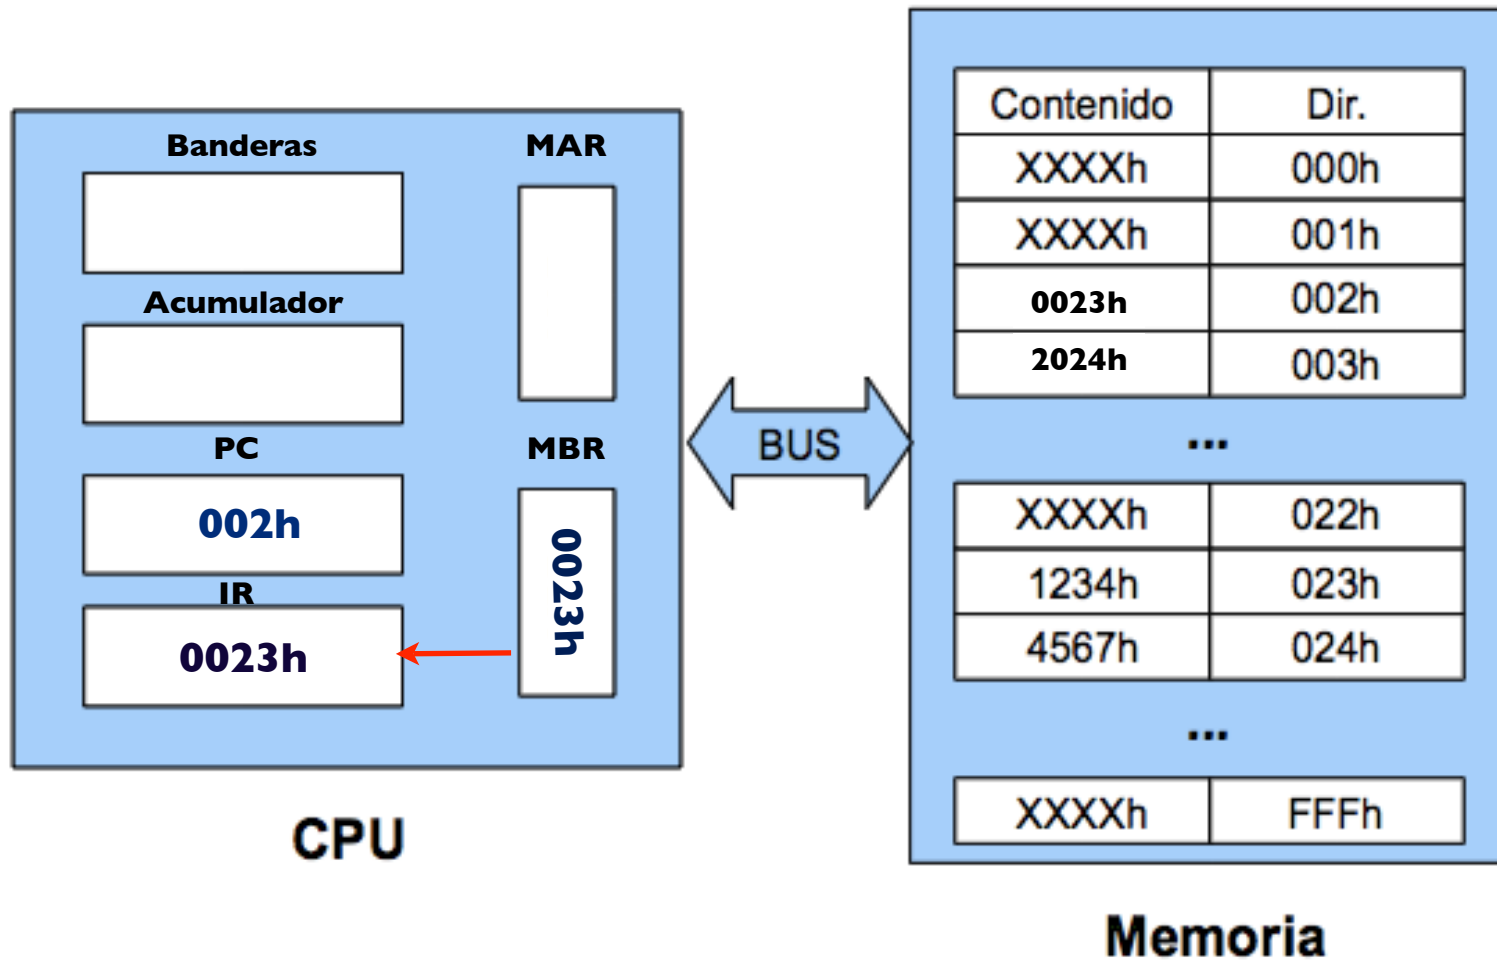 Banderas
MAR
Acumulador
PC
002h
MBR
0023h
IR
0023h
CPU
BUS
Contenido Dir.
XXXXh 000h
XXXXh 001h
0023h 002h
2024h 003h
...
XXXXh 022h
1234h 023h
4567h 024h
...
XXXXh FFFh
Memoria